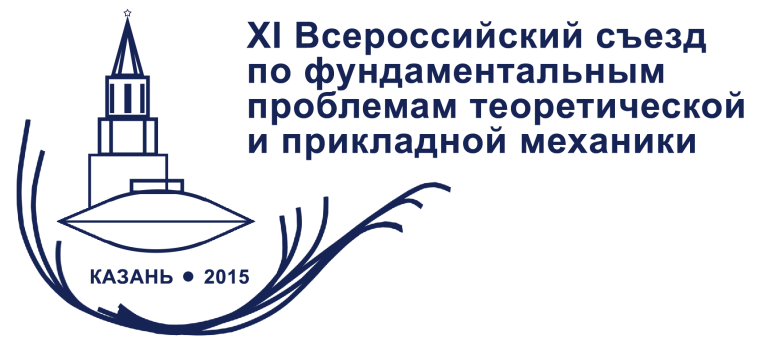 XI Всероссийский съезд
по фундаментальным
проблемам теоретической
и прикладной механики
КАЗАНЬ • 2015